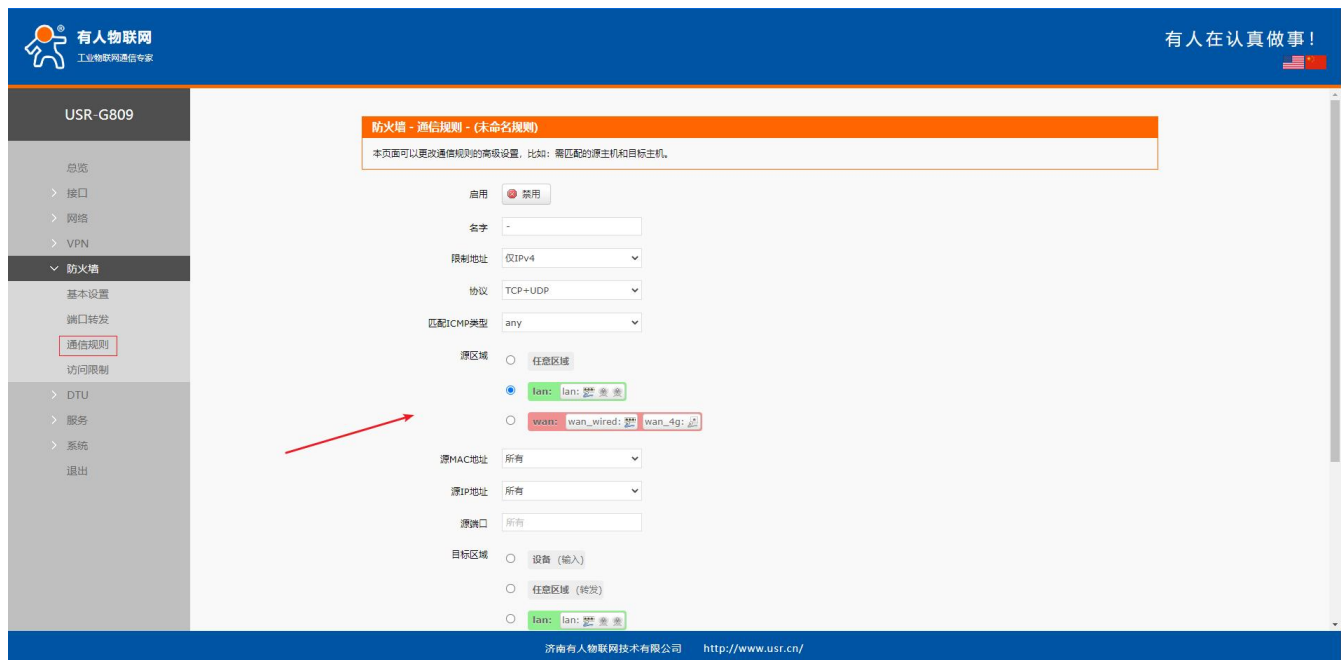 有人物联网
工业物联网通信专家
有人在认真做事!
USR-G809
总览
接口
网络
VPN
防火墙
基本设置
端口转发
通信规则
访问限制
DTU
服务
系统
退出
防火墙 - 通信规则 - (未命名规则)
本页面可以更改通信规则的高级设置,比如:需匹配的源主机和目标主机。
启用 禁用
名字 -
限制地址 仅IPv4
协议 TCP+UDP
匹配ICMP类型 any
源区域 任意区域
lan: lan:
wan: wan_wired: wan_4g:
源MAC地址 所有
源IP地址 所有
源端口 所有
目标区域 设备 (输入)
任意区域 (转发)
lan: lan:
济南有人物联网技术有限公司 http://www.usr.cn/